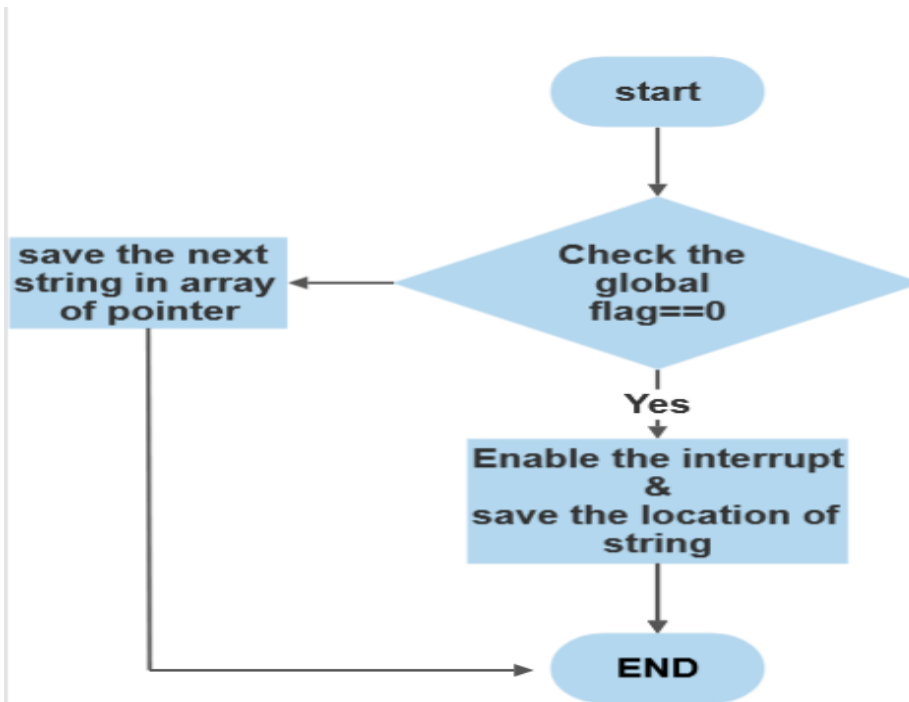 start
Check the
global
flag==0
save the next
string in array
of pointer
Yes
Enable the interrupt
&
save the location of
string
END